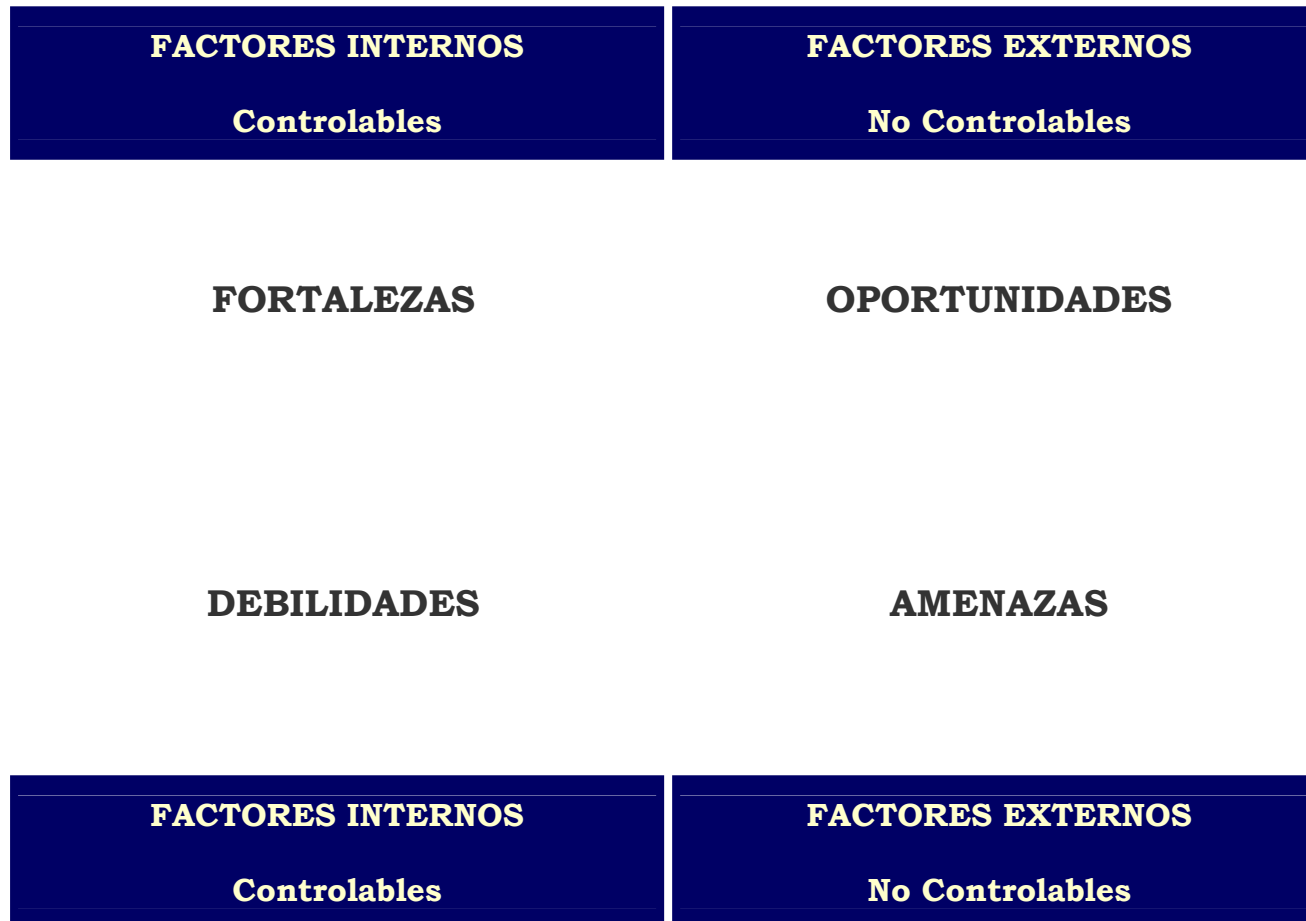 FACTORES INTERNOS
Controlables
FACTORES EXTERNOS
No Controlables
FORTALEZAS
OPORTUNIDADES
DEBILIDADES
AMENAZAS
FACTORES INTERNOS
Controlables
FACTORES EXTERNOS
No Controlables